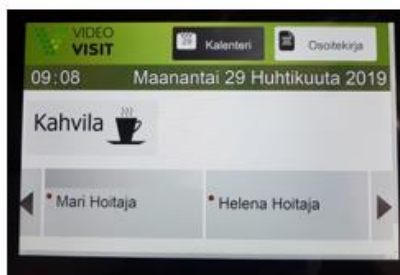 VIDEO
VISIT
Kalenteri
Osoitekirja
09:08 Maanantai 29 Huhtikuuta 2019
Kahvila
Mari Hoitaja
Helena Hoitaja